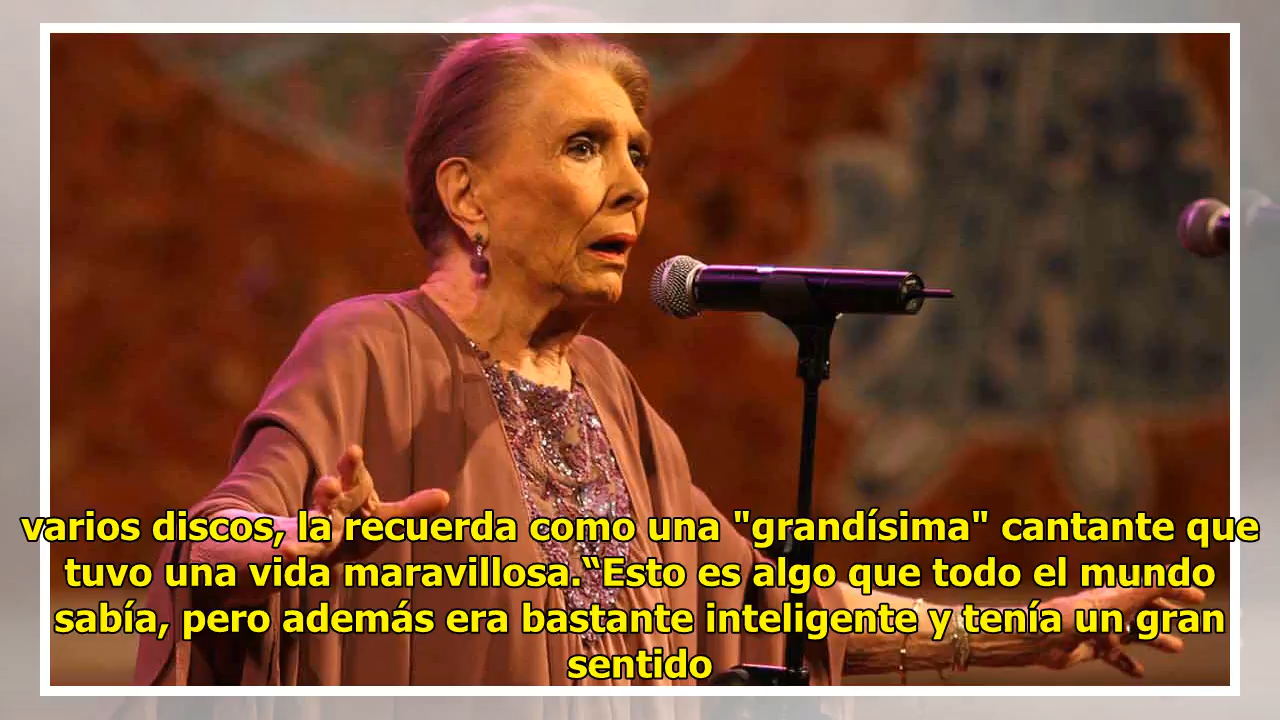 varios discos, la recuerda como una "grandísima" cantante que
tuvo una vida maravillosa.“Esto es algo que todo el mundo
sabía, pero además era bastante inteligente y tenía un gran
sentido